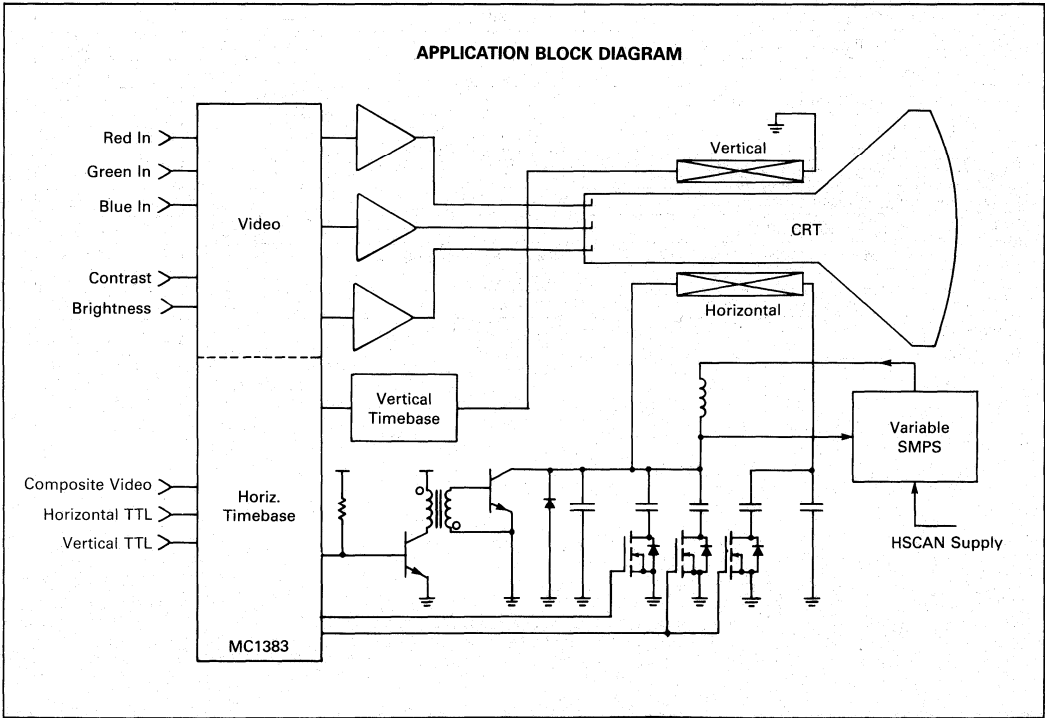 APPLICATION BLOCK DIAGRAM
Red In
Green In
Blue In
Contrast
Brightness
Video
Vertical
CRT
Horizontal
Vertical
Timebase
Variable
SMPS
Composite Video
Horizontal TTL
Vertical TTL
Horiz.
Timebase
HSCAN Supply
MC1383